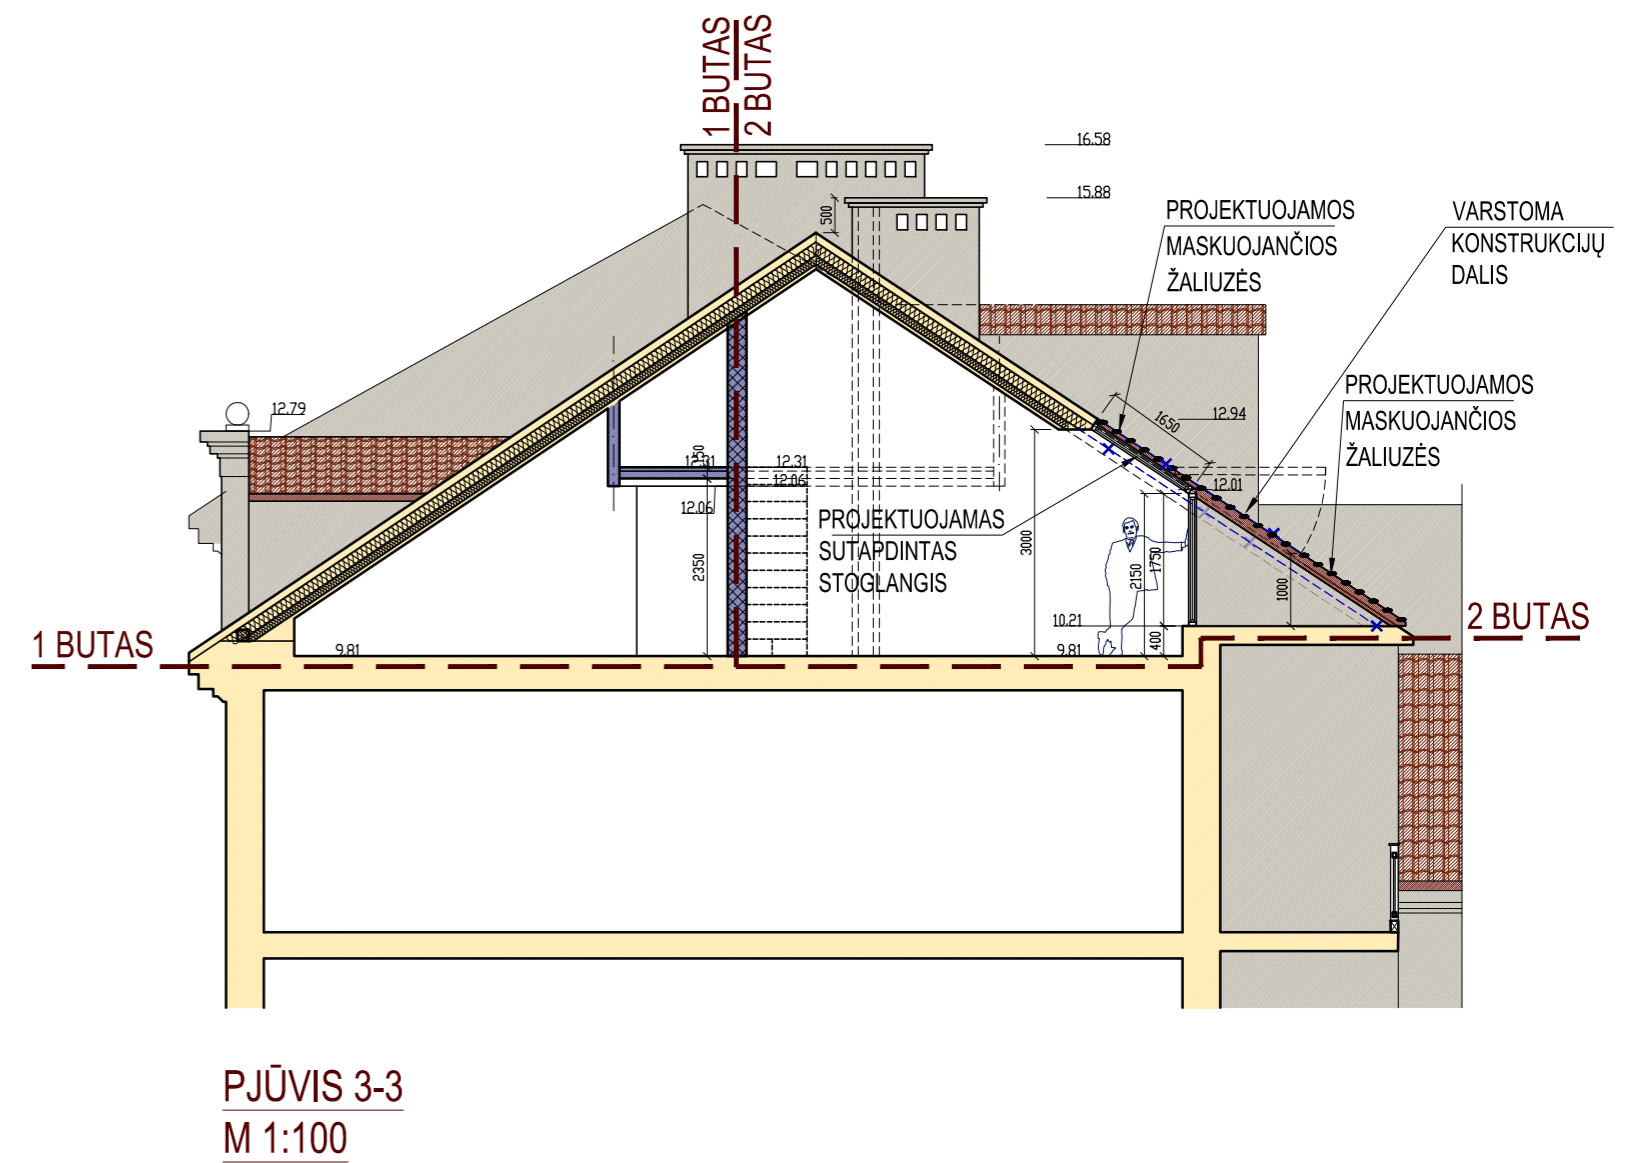 1 BUTAS
2 BUTAS
16.58
15.88
500
PROJEKTUOJAMOS
MASKUOJANČIOS
ŽALIUZĖS
VARSTOMA
KONSTRUKCIJŲ
DALIS
PROJEKTUOJAMOS
MASKUOJANČIOS
ŽALIUZĖS
12.79
1650
12.94
12.31
12.31
12.06
12.06
12.01
PROJEKTUOJAMAS
SUTAPDINTAS
STOGLANGIS
2350
3000
2150
1750
1000
10.21
400
9.81
9.81
1 BUTAS
2 BUTAS
PJŪVIS 3-3
M 1:100